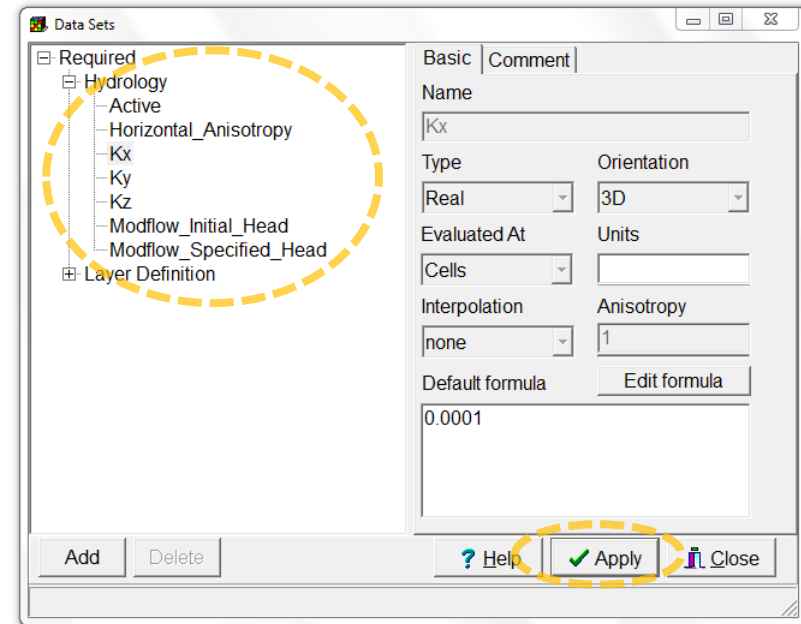 Data Sets
Required
Hydrology
Active
Horizontal_Anisotropy
Kx
Ky
Kz
Modflow_Initial_Head
Modflow_Specified_Head
Layer Definition
Basic Comment
Name
Kx
Type Orientation
Real 3D
Evaluated At Units
Cells
Interpolation Anisotropy
none 1
Default formula Edit formula
0.0001
Add Delete ? Help Apply Close